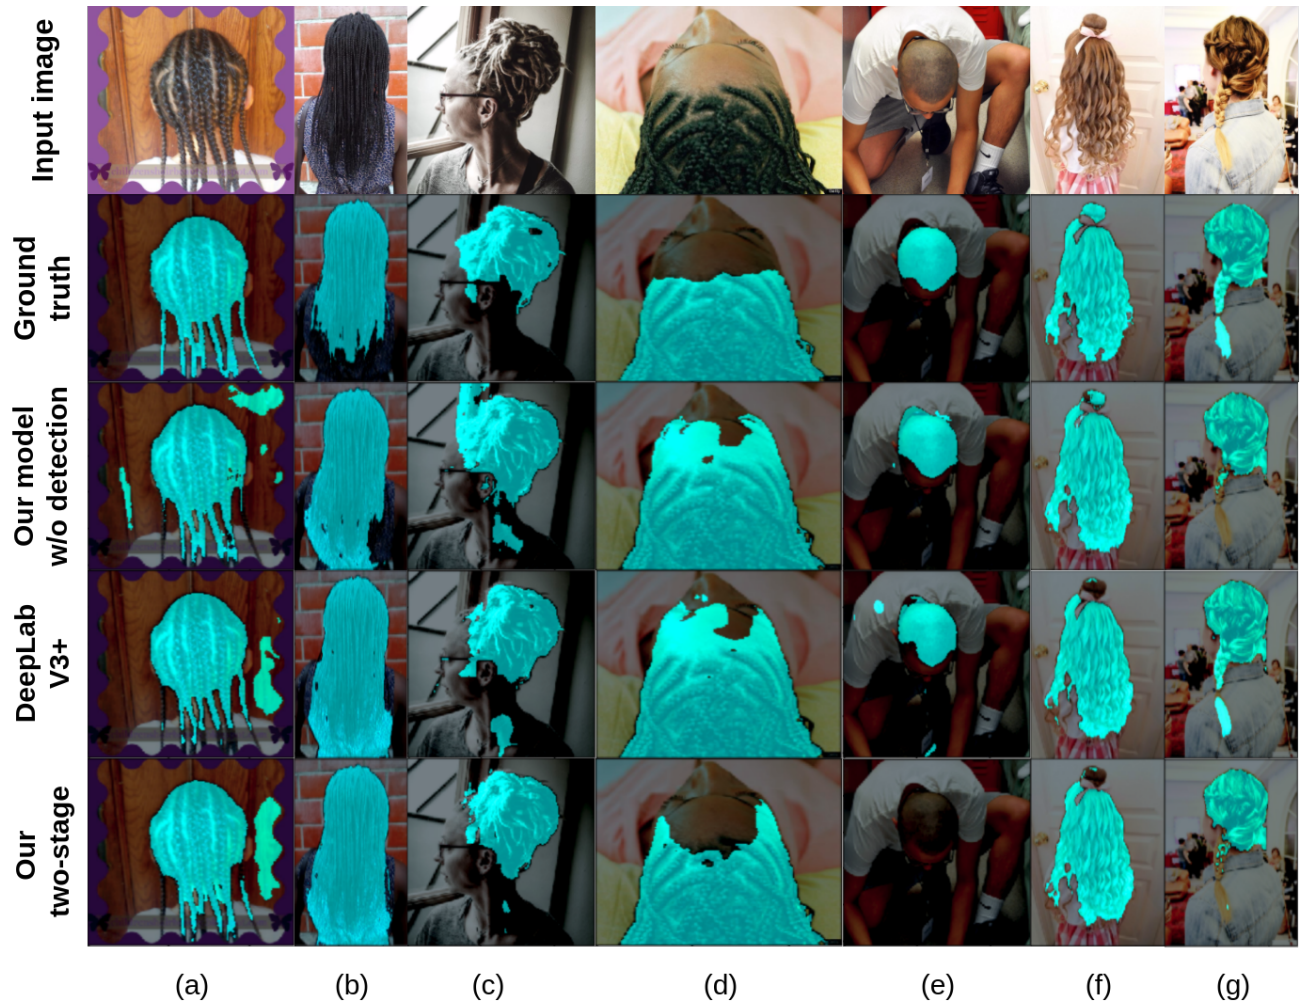 Input image
Ground
truth
Our model
w/o detection
DeepLab
V3+
Our
two-stage
(a) (b) (c) (d) (e) (f) (g)